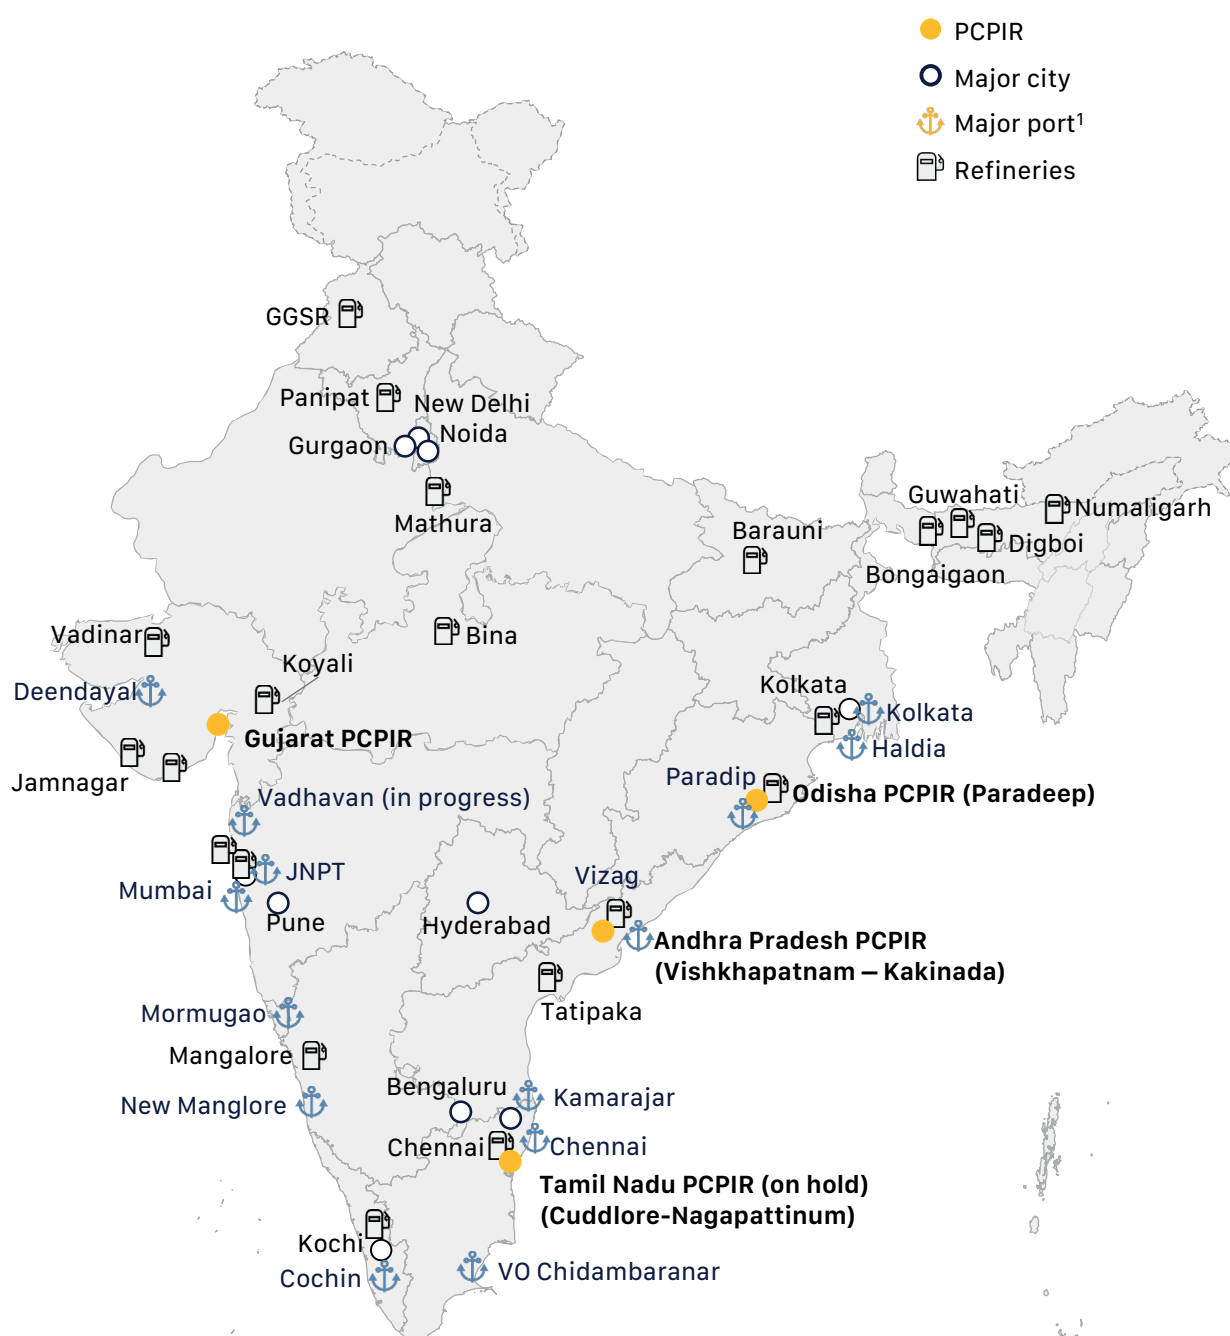 PCPIR
Major city
Major port¹
Refineries
GGSR
Panipat
New Delhi
Noida
Gurgaon
Mathura
Guwahati
Numaligarh
Barauni
Digboi
Bongaigaon
Vadinar
Bina
Koyali
Deendayal
Kolkata
Kolkata
Gujarat PCPIR
Haldia
Jamnagar
Paradip
Odisha PCPIR (Paradeep)
Vadhavan (in progress)
JNPT
Vizag
Mumbai
Pune
Hyderabad
Andhra Pradesh PCPIR
(Vishkhapatnam – Kakinada)
Tatipaka
Mormugao
Mangalore
Bengaluru
Kamarajar
New Manglore
Chennai
Chennai
Tamil Nadu PCPIR (on hold)
(Cuddlore-Nagapattinum)
Kochi
Cochin
VO Chidambaranar